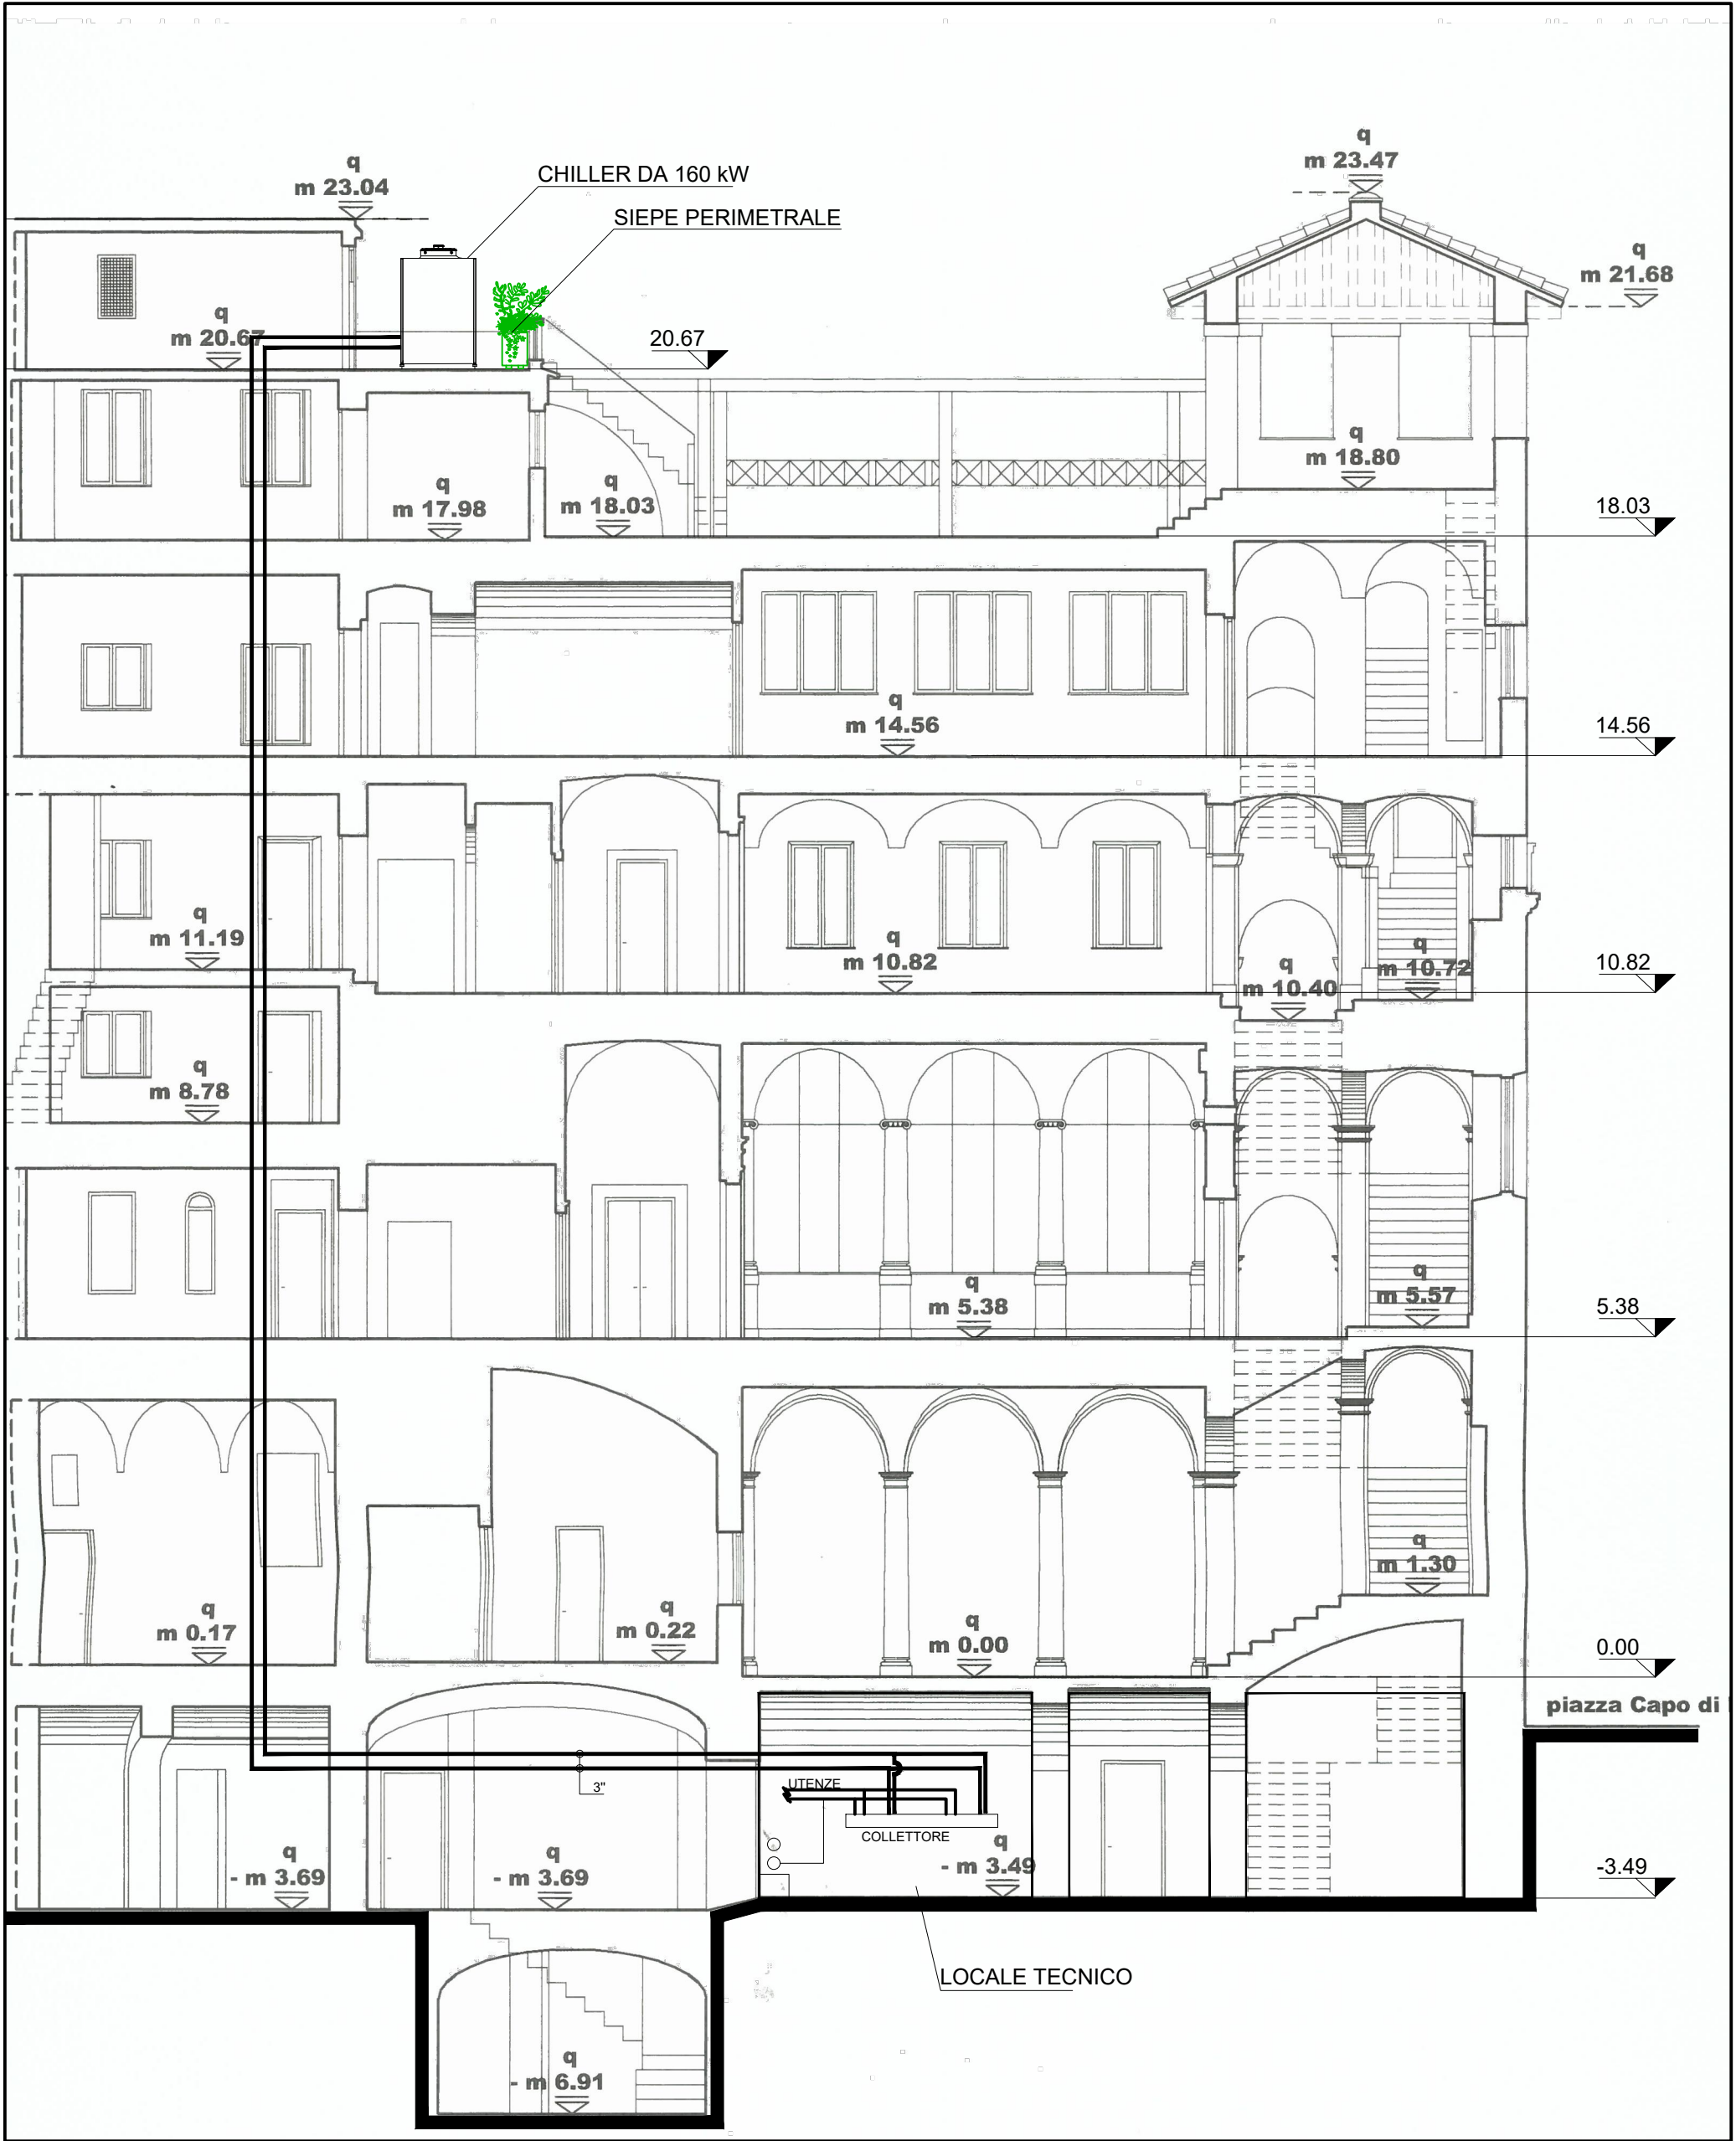 q
m 23.47
q
m 23.04
CHILLER DA 160 kW
SIEPE PERIMETRALE
q
m 21.68
q
m 20.67
20.67
q
m 18.80
q
m 17.98
q
m 18.03
18.03
q
m 14.56
14.56
q
m 11.19
q
m 10.82
q
m 10.40
q
m 10.72
10.82
q
m 8.78
q
m 5.38
q
m 5.57
5.38
q
m 1.30
q
m 0.17
q
m 0.22
q
m 0.00
0.00
piazza Capo di
3"
UTENZE
COLLETTORE
q
- m 3.69
q
- m 3.69
q
- m 3.49
-3.49
LOCALE TECNICO
q
- m 6.91